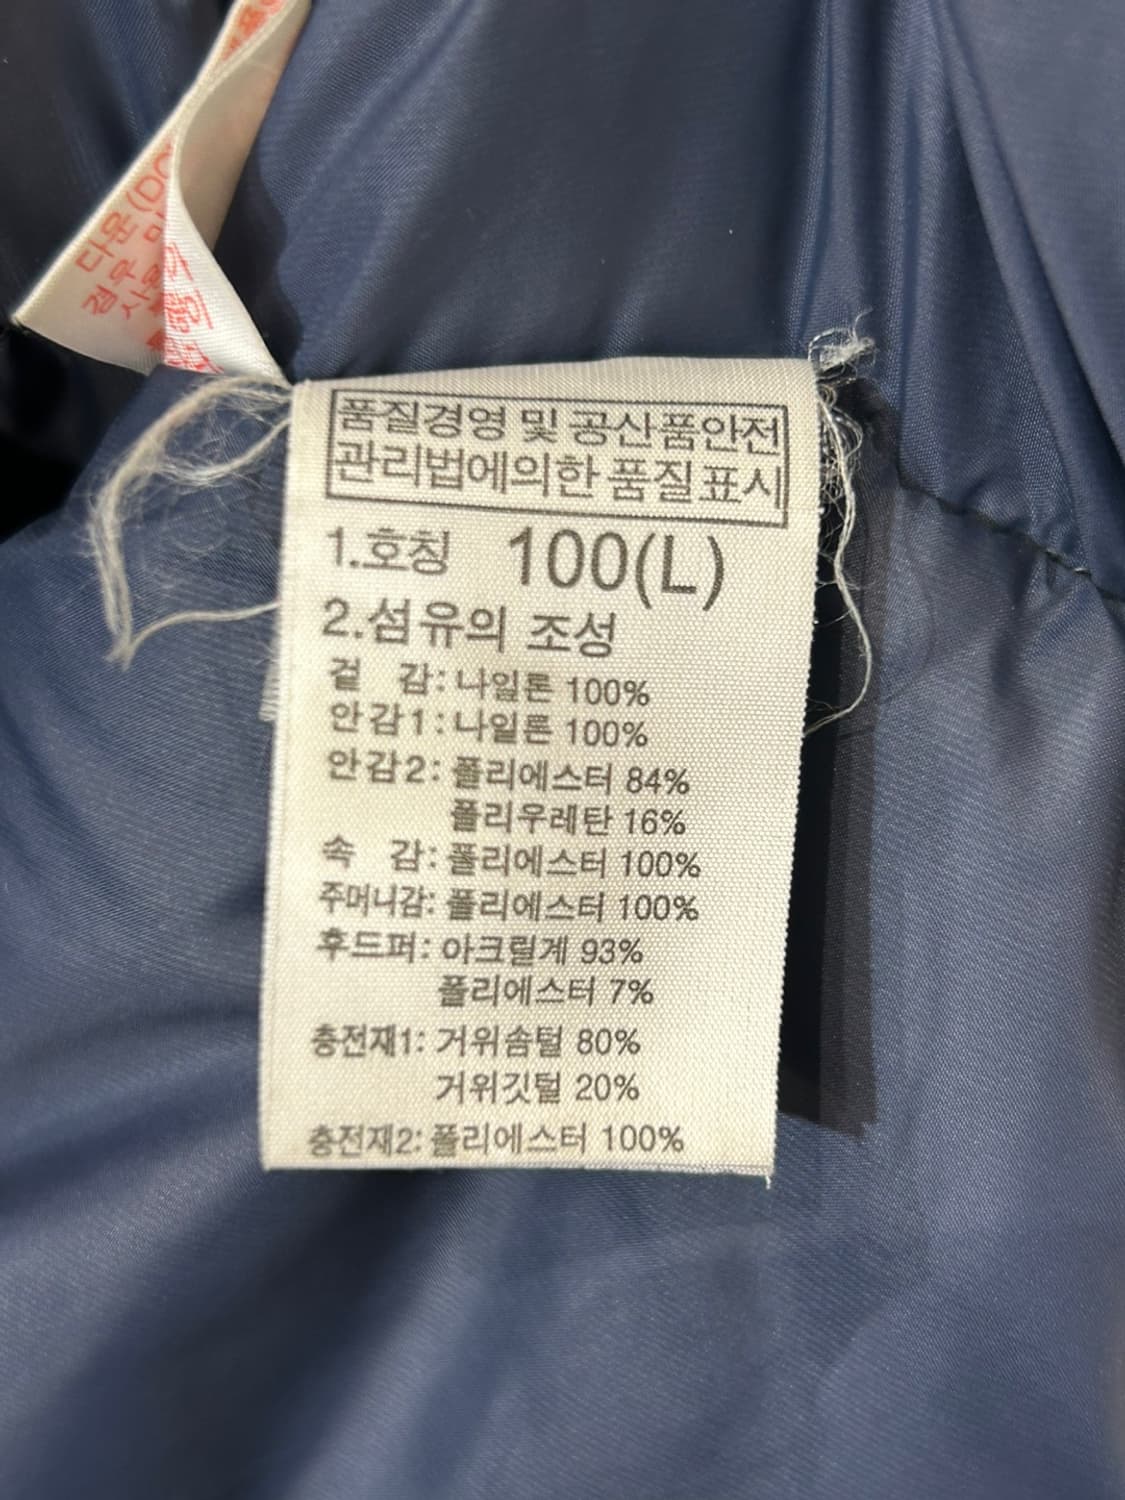 다운(DO
품질경영 및 공신품안전
관리법에의한 품질표시
1.호칭 100(L)
2.섬유의 조성
겉 감: 나일론 100%
안감1: 나일론 100%
안감2: 폴리에스터 84%
폴리우레탄 16%
속 감: 폴리에스터 100%
주머니감: 폴리에스터 100%
후드퍼: 아크릴계 93%
폴리에스터 7%
충전재1: 거위솜털 80%
거위깃털 20%
충전재2: 폴리에스터 100%